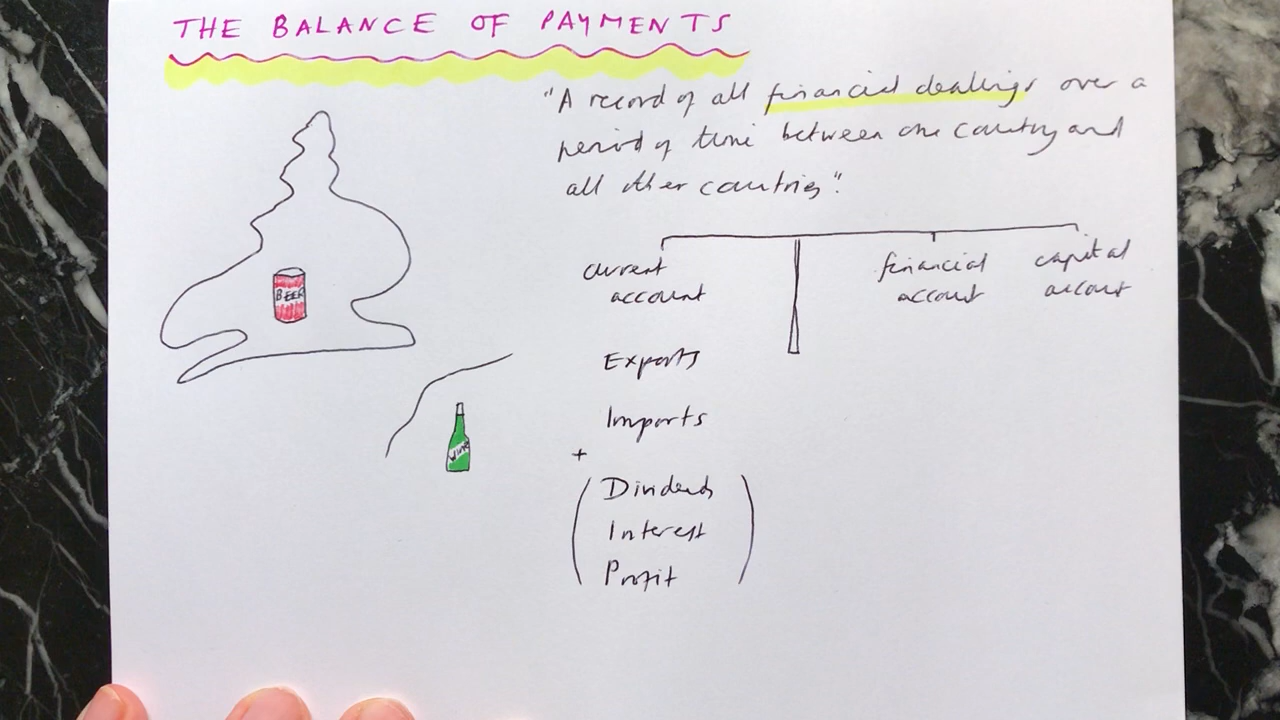 THE BALANCE OF PAYMENTS
"A record of all financial dealings over a
period of time between one country and
all other countries".
current
account
financial
account
capital
account
BEER
Exports
Imports
+
WINE
(Dividends
Interest
Profit)